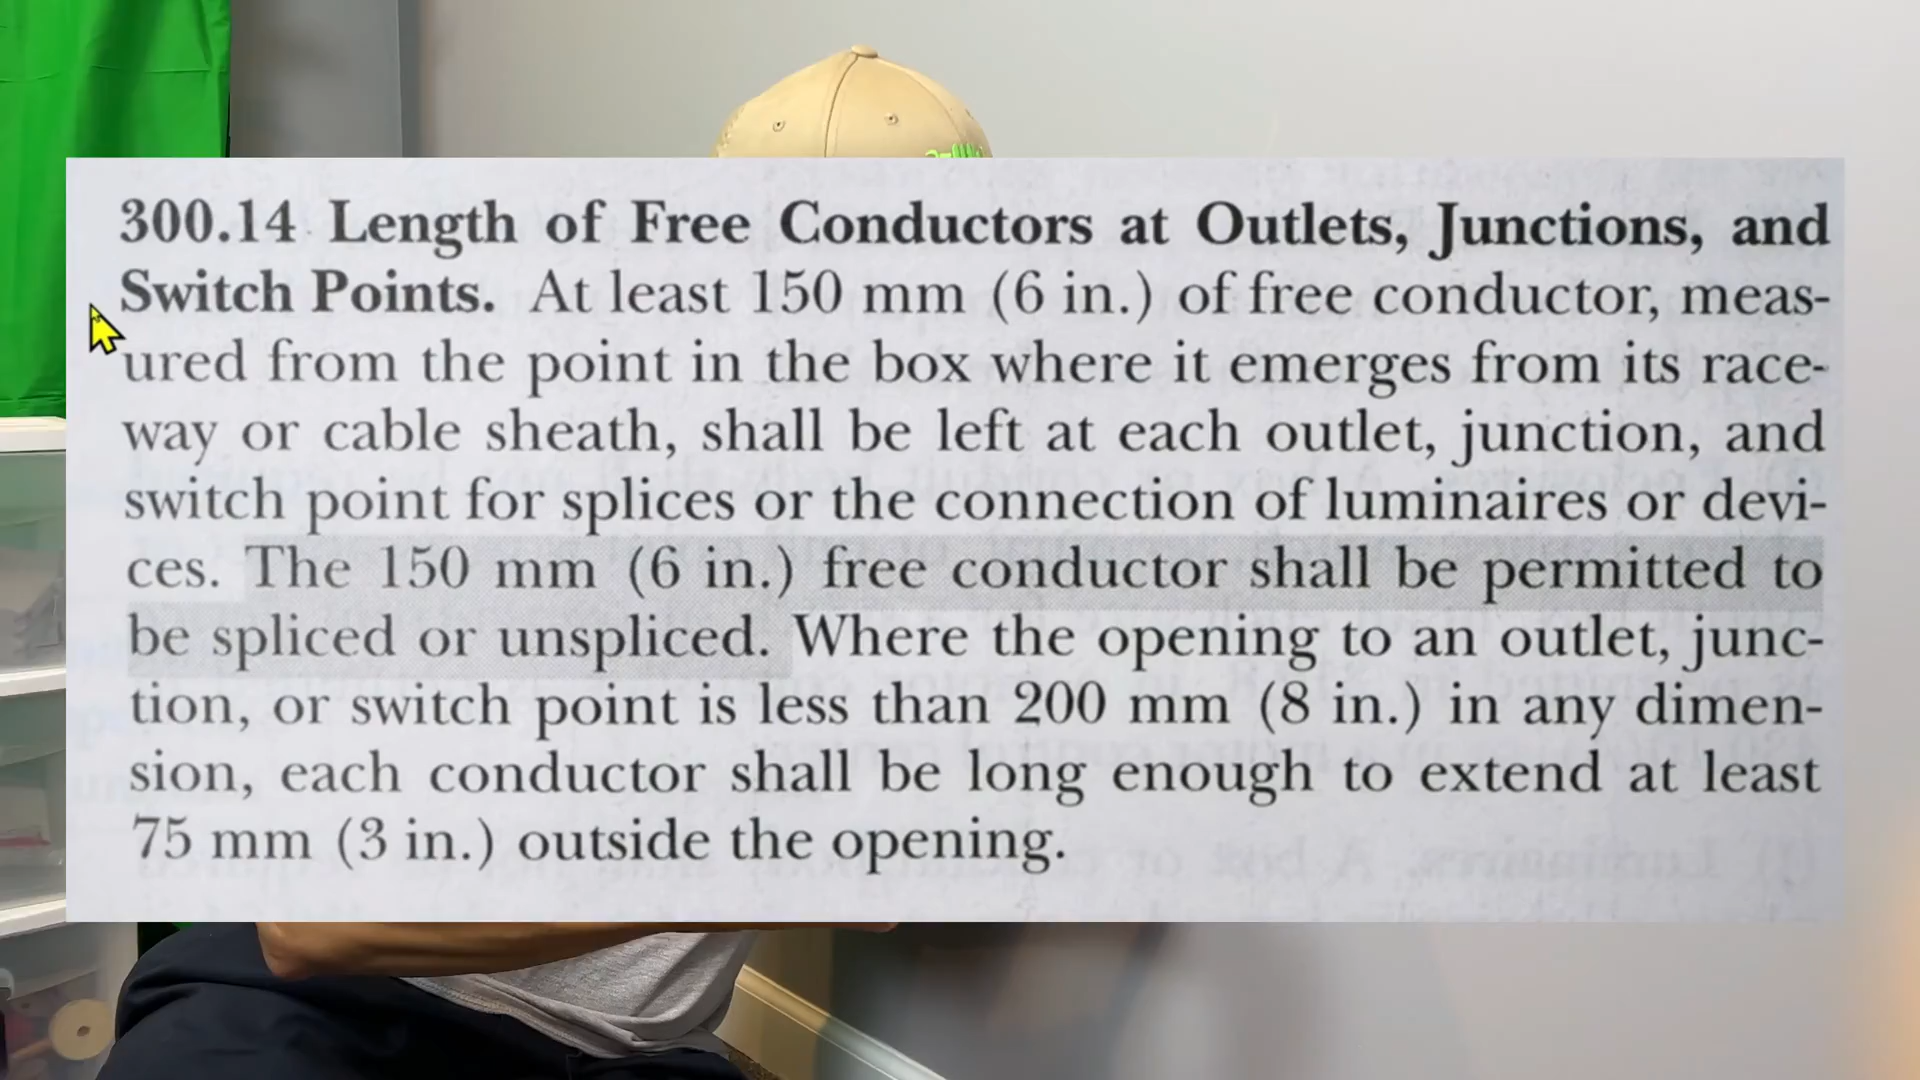 300.14 Length of Free Conductors at Outlets, Junctions, and
Switch Points. At least 150 mm (6 in.) of free conductor, meas-
ured from the point in the box where it emerges from its race-
way or cable sheath, shall be left at each outlet, junction, and
switch point for splices or the connection of luminaires or devi-
ces. The 150 mm (6 in.) free conductor shall be permitted to
be spliced or unspliced. Where the opening to an outlet, junc-
tion, or switch point is less than 200 mm (8 in.) in any dimen-
sion, each conductor shall be long enough to extend at least
75 mm (3 in.) outside the opening.